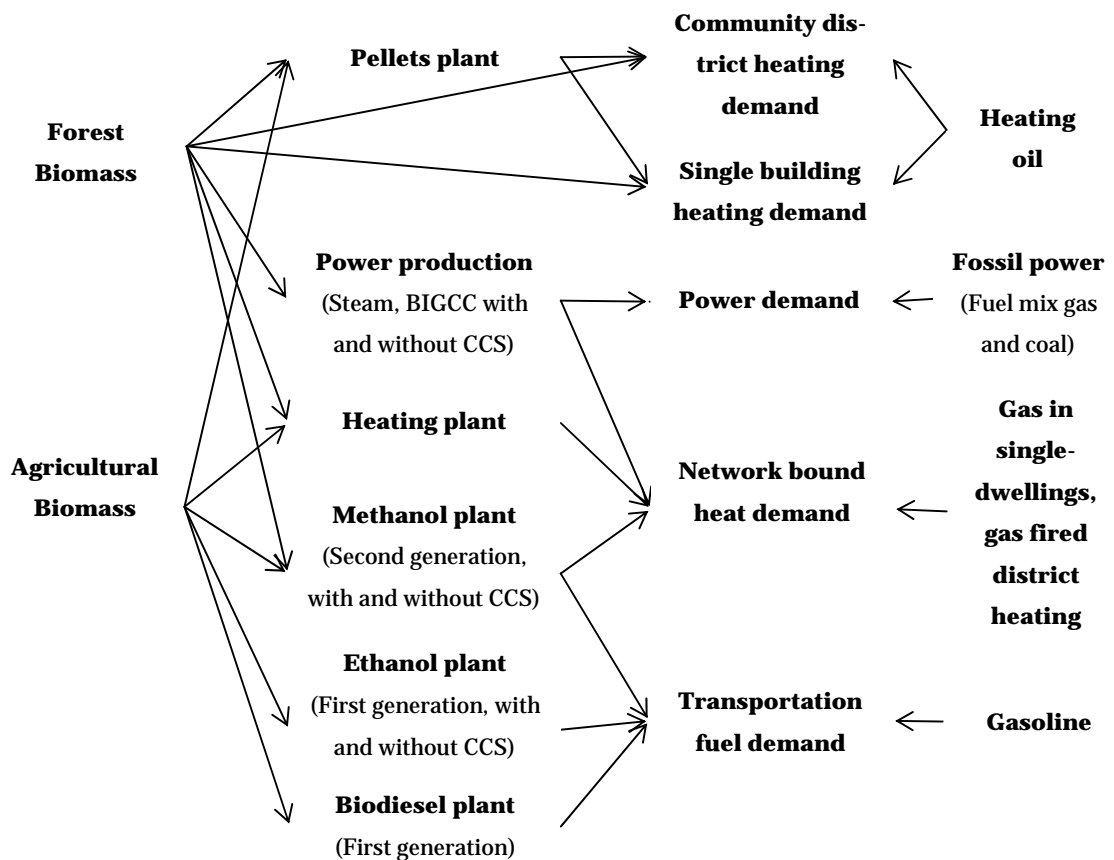 Pellets plant
Community dis-
trict heating
demand
Forest
Biomass
Heating
oil
Single building
heating demand
Power production
(Steam, BIGCC with
and without CCS)
Power demand
Fossil power
(Fuel mix gas
and coal)
Heating plant
Agricultural
Biomass
Network bound
heat demand
Gas in
single-
dwellings,
gas fired
district
heating
Methanol plant
(Second generation,
with and without CCS)
Ethanol plant
(First generation, with
and without CCS)
Transportation
fuel demand
Gasoline
Biodiesel plant
(First generation)